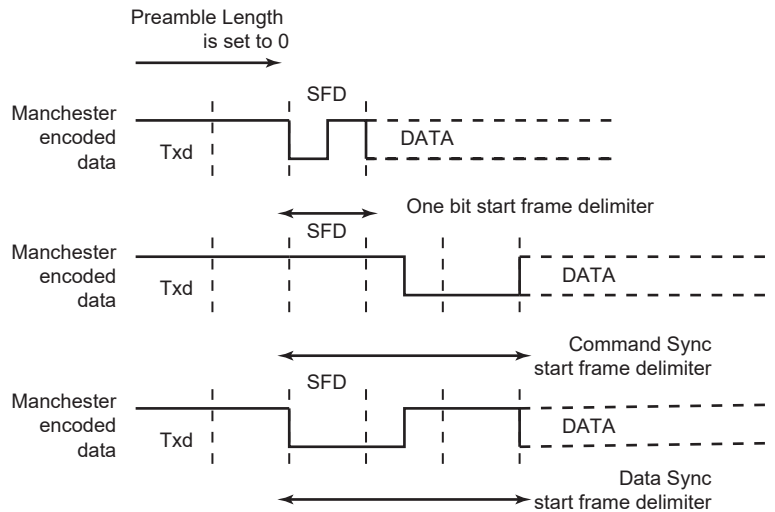 Preamble Length
is set to 0
SFD
Manchester
encoded
data
Txd
DATA
One bit start frame delimiter
SFD
Manchester
encoded
data
Txd
DATA
Command Sync
start frame delimiter
SFD
Manchester
encoded
data
Txd
DATA
Data Sync
start frame delimiter